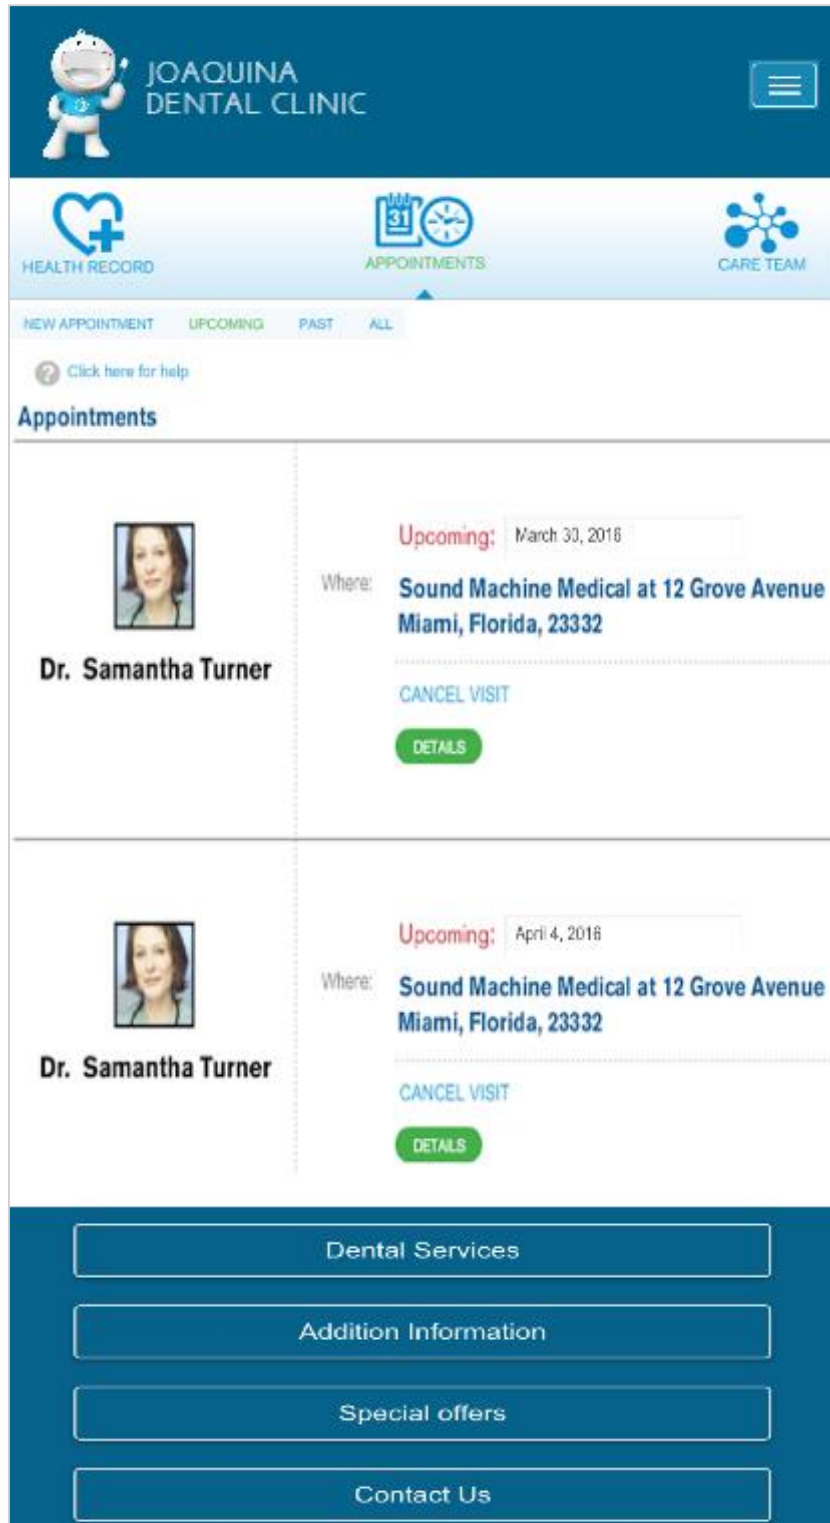 JOAQUINA
DENTAL CLINIC
31
HEALTH RECORD APPOINTMENTS CARE TEAM
NEW APPOINTMENT UPCOMING PAST ALL
? Click here for help
Appointments
Upcoming: March 30, 2016
Where: Sound Machine Medical at 12 Grove Avenue
Miami, Florida, 23332
Dr. Samantha Turner
CANCEL VISIT
DETAILS
Upcoming: April 4, 2016
Where: Sound Machine Medical at 12 Grove Avenue
Miami, Florida, 23332
Dr. Samantha Turner
CANCEL VISIT
DETAILS
Dental Services
Addition Information
Special offers
Contact Us